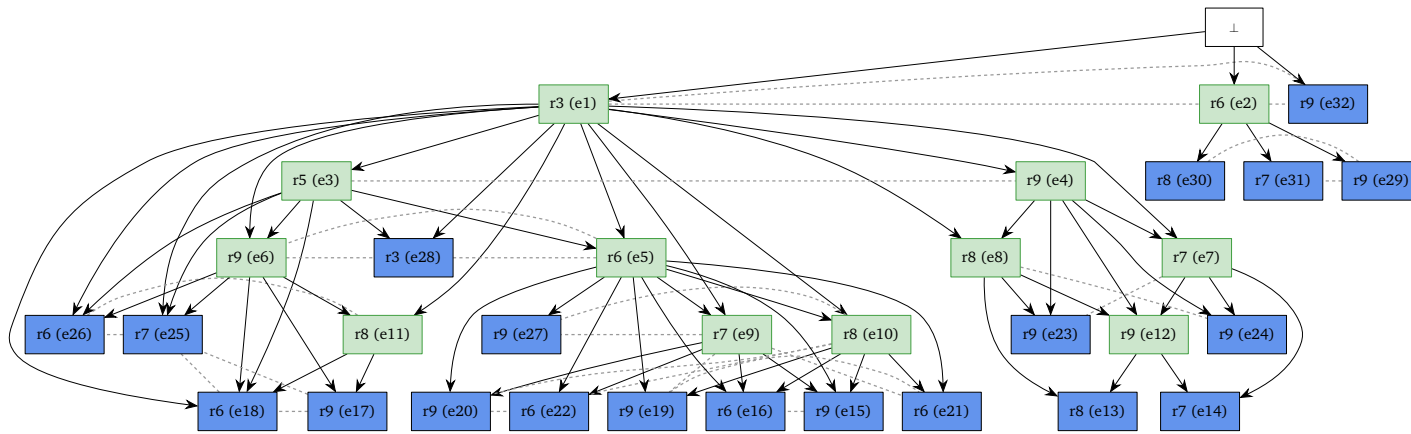 ⊥
r3 (e1)
r6 (e2)
r9 (e32)
r5 (e3)
r9 (e4)
r8 (e30)
r7 (e31)
r9 (e29)
r9 (e6)
r3 (e28)
r6 (e5)
r8 (e8)
r7 (e7)
r6 (e26)
r7 (e25)
r8 (e11)
r9 (e27)
r7 (e9)
r8 (e10)
r9 (e23)
r9 (e12)
r9 (e24)
r6 (e18)
r9 (e17)
r9 (e20)
r6 (e22)
r9 (e19)
r6 (e16)
r9 (e15)
r6 (e21)
r8 (e13)
r7 (e14)